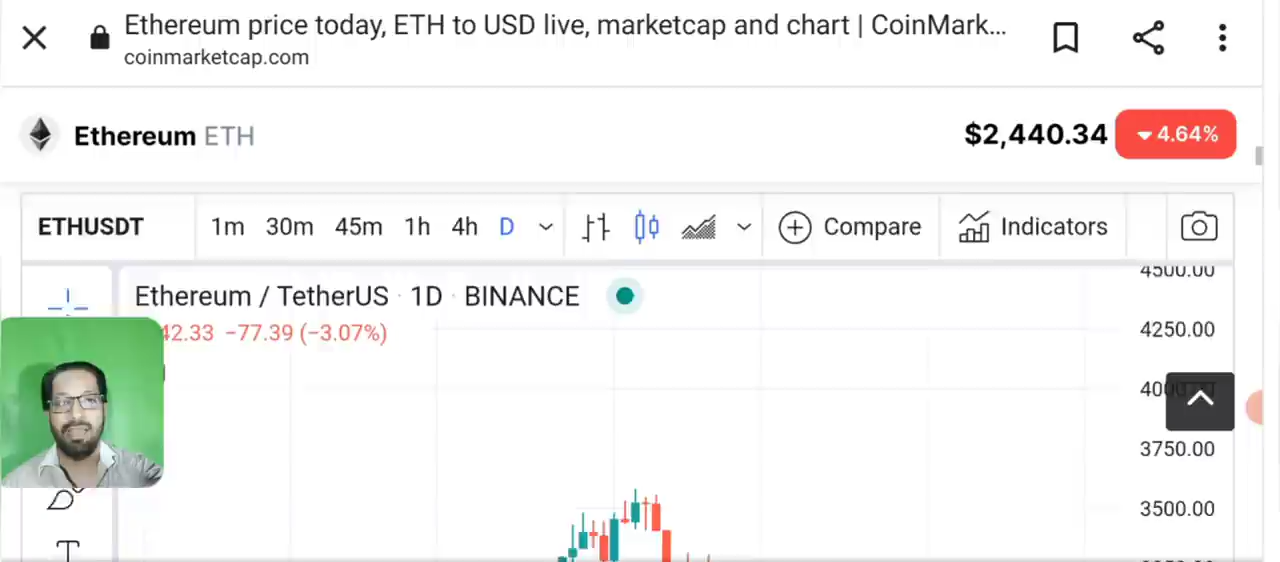 Ethereum price today, ETH to USD live, marketcap and chart | CoinMark...
coinmarketcap.com
Ethereum ETH
$2,440.34
4.64%
ETHUSDT
1m 30m 45m 1h 4h D
Compare
Indicators
Ethereum / TetherUS · 1D · BINANCE
42.33 −77.39 (−3.07%)
4500.00
4250.00
4000.00
3750.00
3500.00